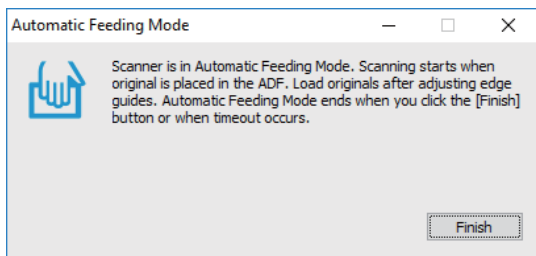 Automatic Feeding Mode
Scanner is in Automatic Feeding Mode. Scanning starts when
original is placed in the ADF. Load originals after adjusting edge
guides. Automatic Feeding Mode ends when you click the [Finish]
button or when timeout occurs.
Finish